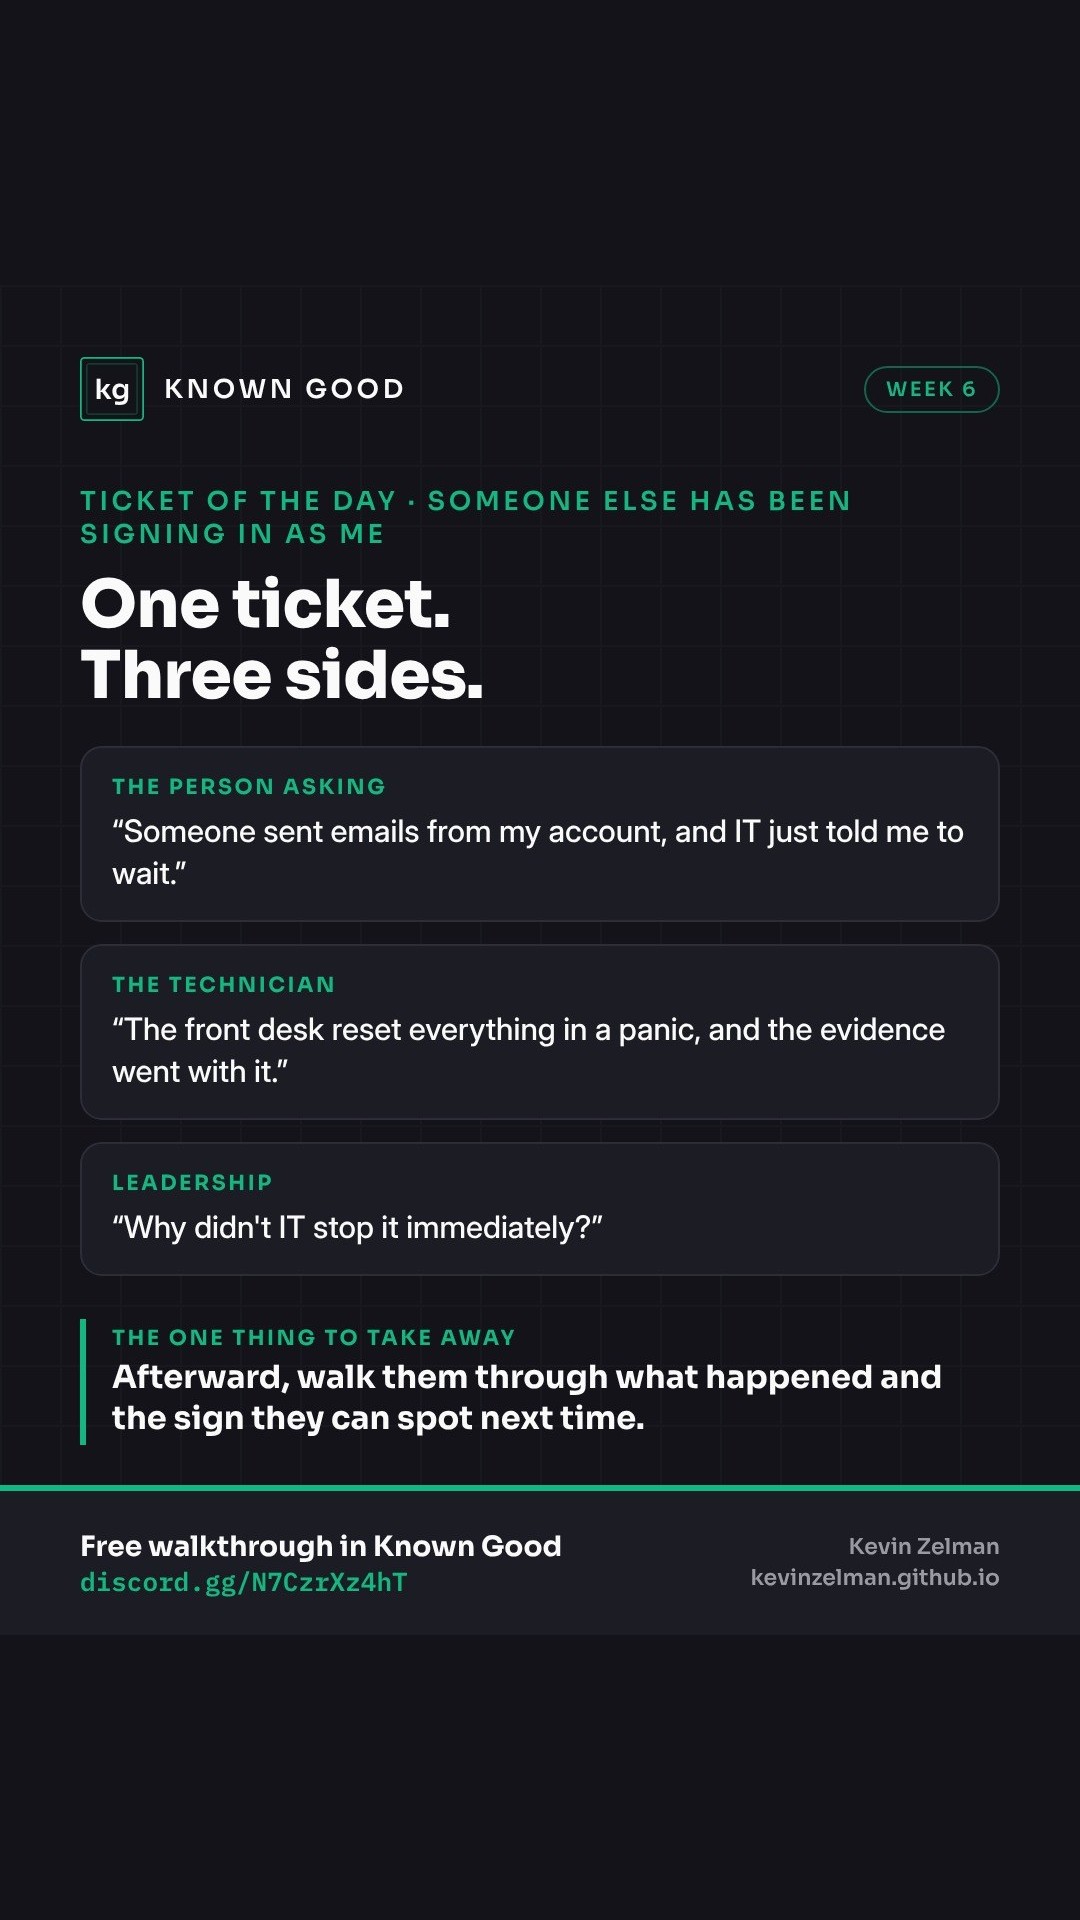 kg KNOWN GOOD
WEEK 6
TICKET OF THE DAY · SOMEONE ELSE HAS BEEN
SIGNING IN AS ME
One ticket.
Three sides.
THE PERSON ASKING
“Someone sent emails from my account, and IT just told me to
wait.”
THE TECHNICIAN
“The front desk reset everything in a panic, and the evidence
went with it.”
LEADERSHIP
“Why didn't IT stop it immediately?”
THE ONE THING TO TAKE AWAY
Afterward, walk them through what happened and
the sign they can spot next time.
Free walkthrough in Known Good
discord.gg/N7CzrXz4hT
Kevin Zelman
kevinzelman.github.io